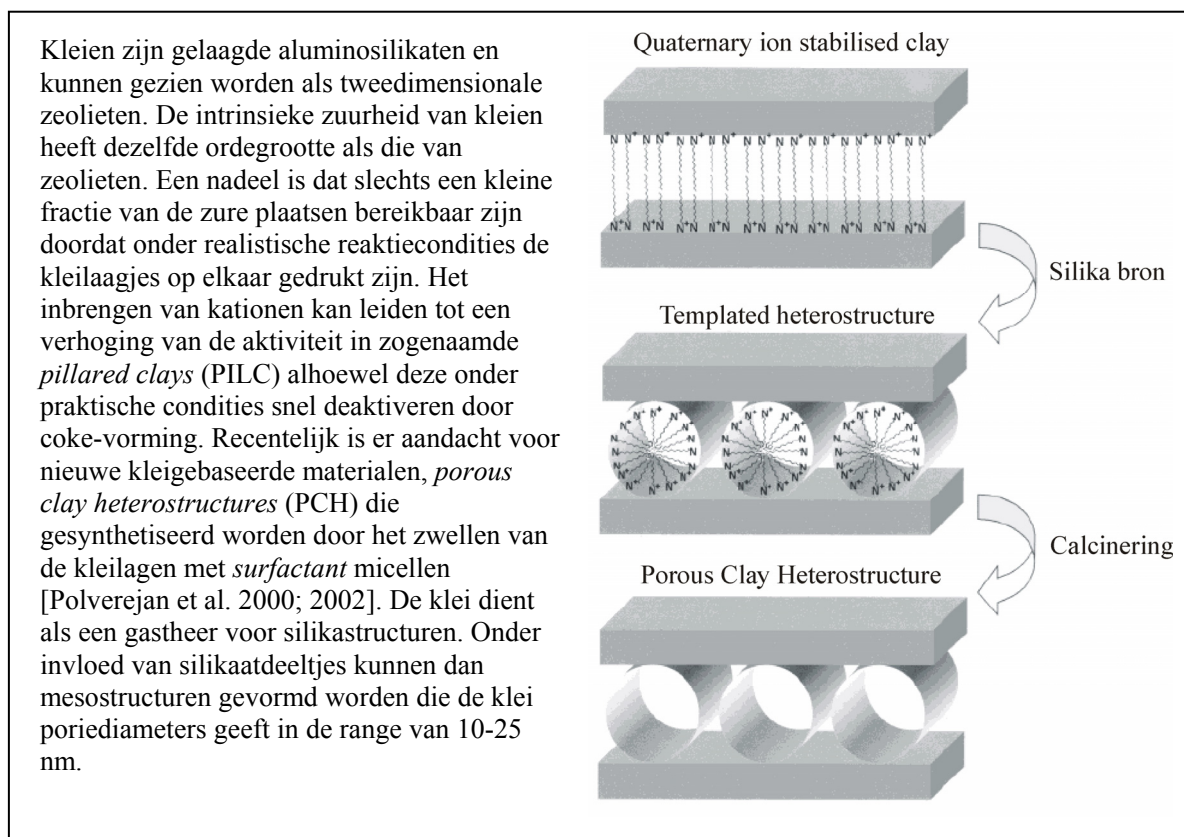 Kleien zijn gelaagde aluminosilikaten en
kunnen gezien worden als tweedimensionale
zeolieten. De intrinsieke zuurheid van kleien
heeft dezelfde ordegrootte als die van
zeolieten. Een nadeel is dat slechts een kleine
fractie van de zure plaatsen bereikbaar zijn
doordat onder realistische reaktiecondities de
kleilaagjes op elkaar gedrukt zijn. Het
inbrengen van kationen kan leiden tot een
verhoging van de aktiviteit in zogenaamde
pillared clays (PILC) alhoewel deze onder
praktische condities snel deaktiveren door
coke-vorming. Recentelijk is er aandacht voor
nieuwe kleigebaseerde materialen, porous
clay heterostructures (PCH) die
gesynthetiseerd worden door het zwellen van
de kleilagen met surfactant micellen
[Polverejan et al. 2000; 2002]. De klei dient
als een gastheer voor silikastructuren. Onder
invloed van silikaatdeeltjes kunnen dan
mesostructuren gevormd worden die de klei
poriediameters geeft in de range van 10-25
nm.
Quaternary ion stabilised clay
Silika bron
Templated heterostructure
Calcinering
Porous Clay Heterostructure